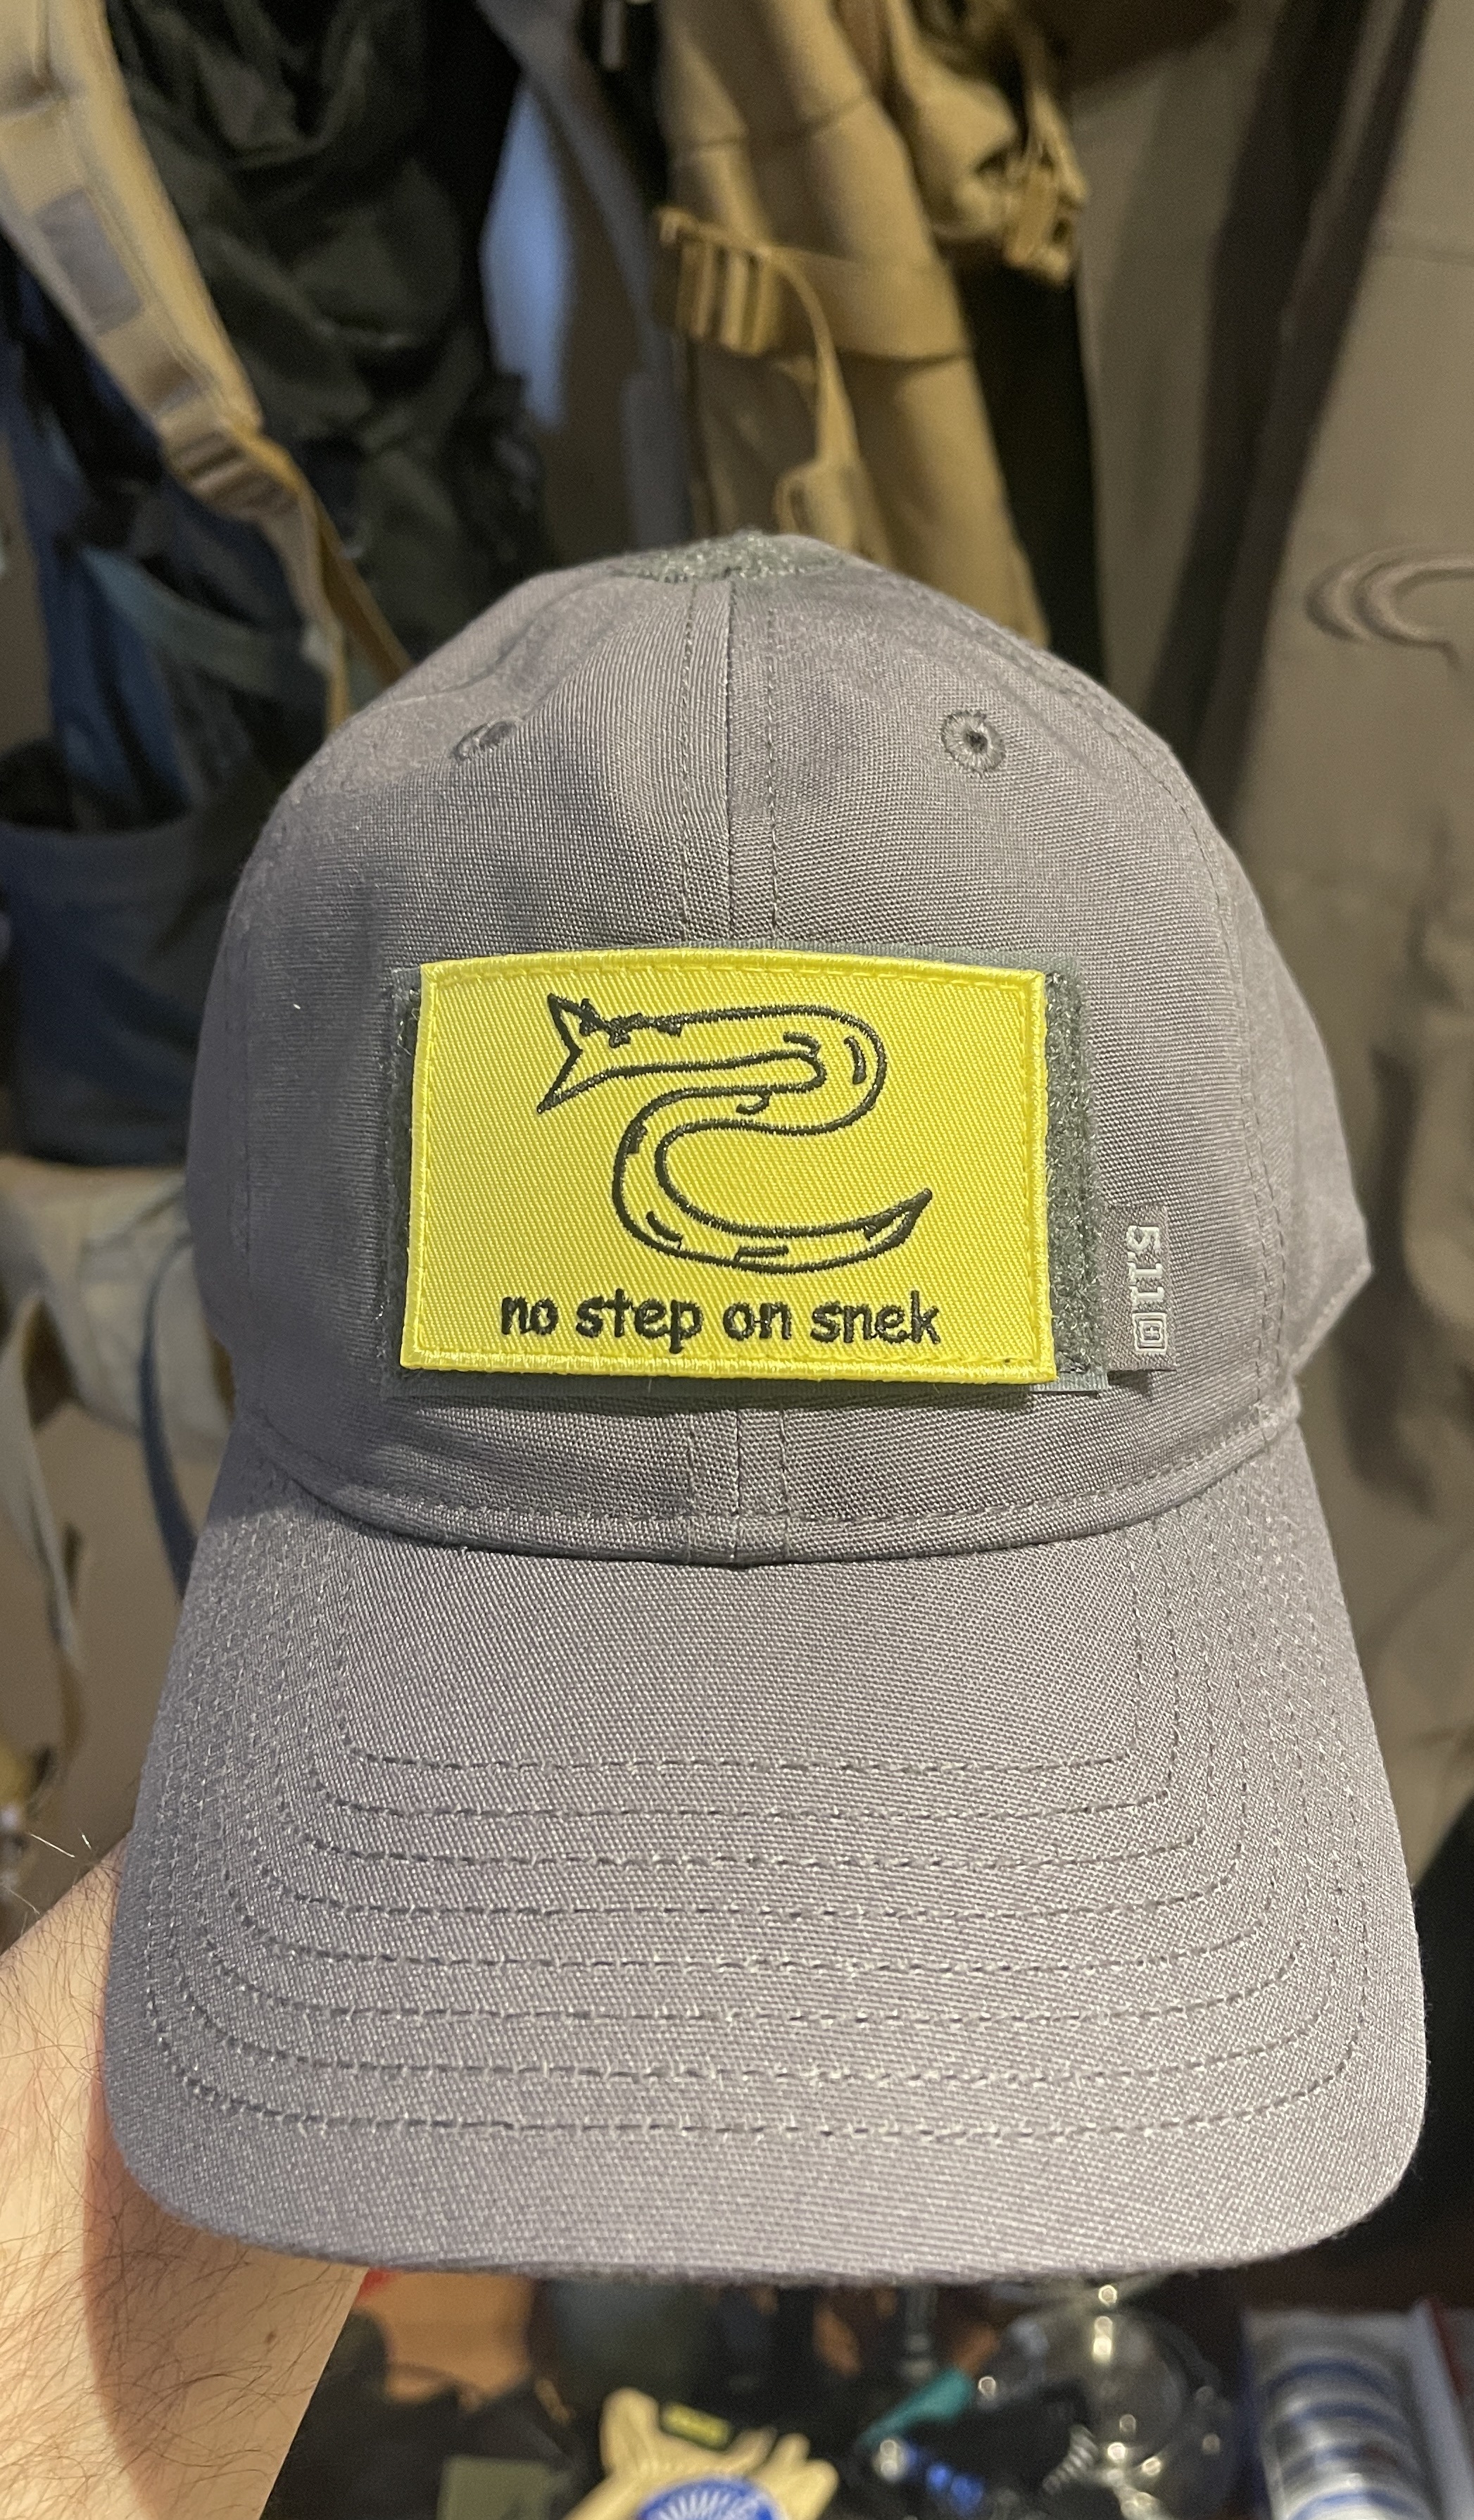 no step on snek
5.11